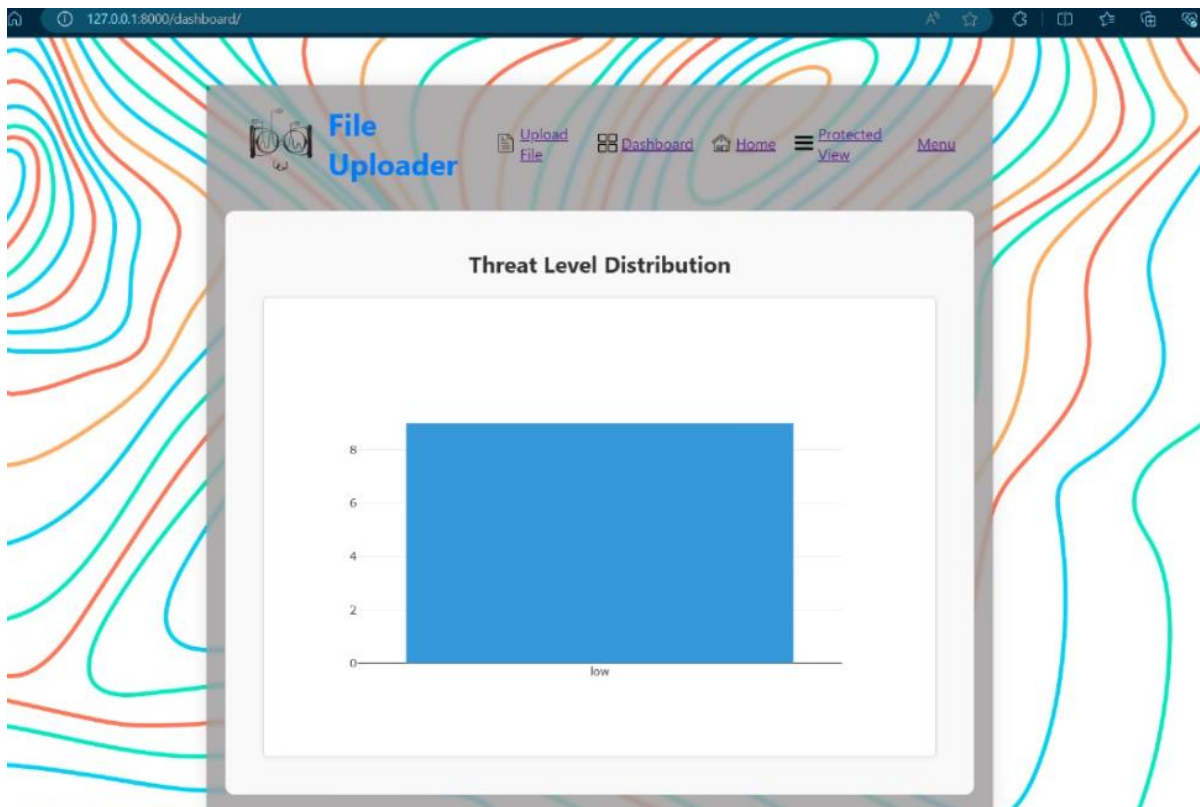 127.0.0.1:8000/dashboard/
File
Uploader
Upload
File
Dashboard
Home
Protected
View
Menu
Threat Level Distribution
8
6
4
2
0
low